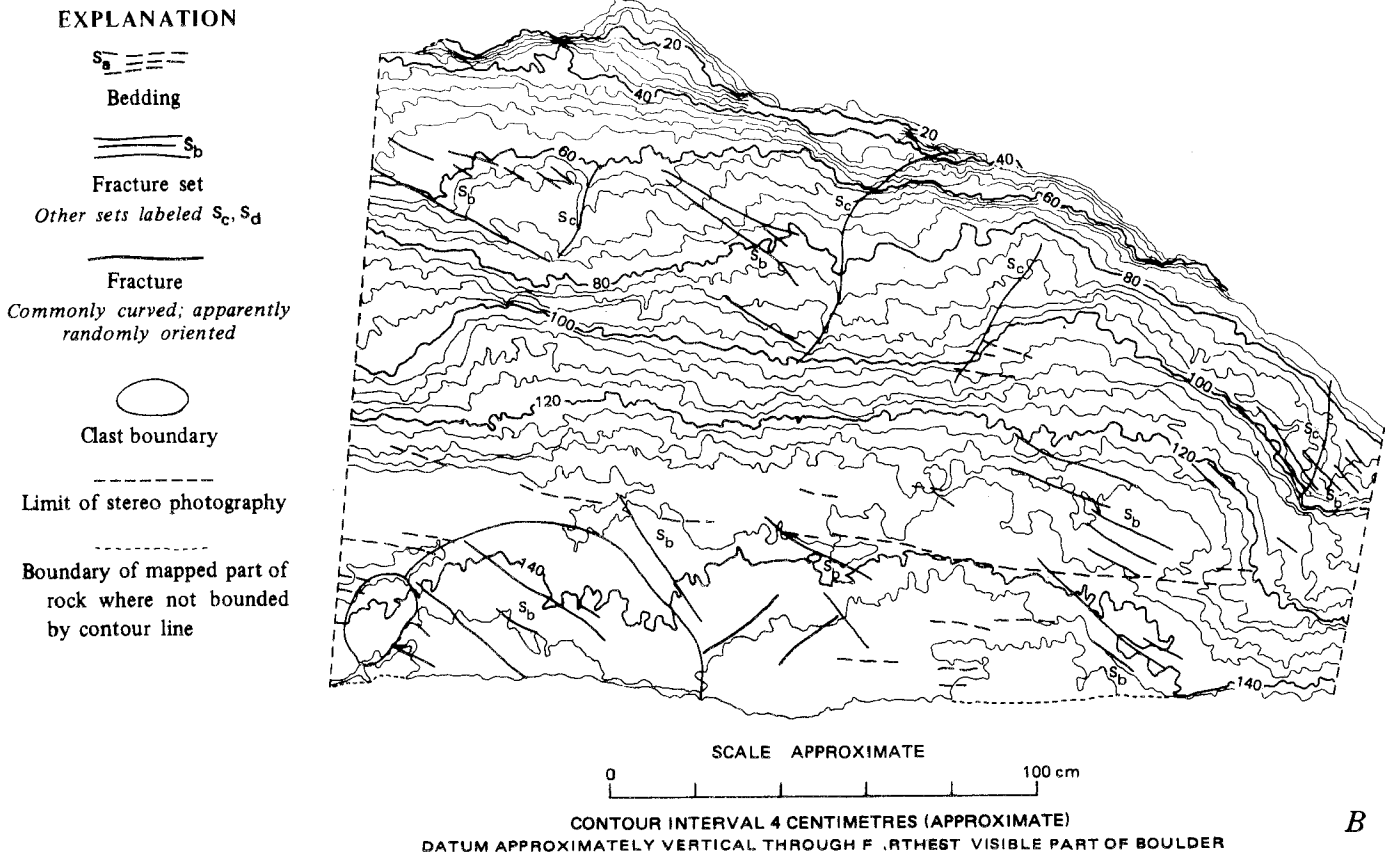 EXPLANATION
Sa
Bedding
Sb
Fracture set
Other sets labeled Sc, Sd
Fracture
Commonly curved; apparently
randomly oriented
Clast boundary
Limit of stereo photography
Boundary of mapped part of
rock where not bounded
by contour line
20
40
20
40
60
60
Sb
Sc
Sc
Sb
Sc
80
80
100
100
120
120
Sc
Sb
Sb
Sb
140
Sb
Sb
Sb
140
SCALE APPROXIMATE
0 100 cm
CONTOUR INTERVAL 4 CENTIMETRES (APPROXIMATE)
DATUM APPROXIMATELY VERTICAL THROUGH F .RTHEST VISIBLE PART OF BOULDER
B